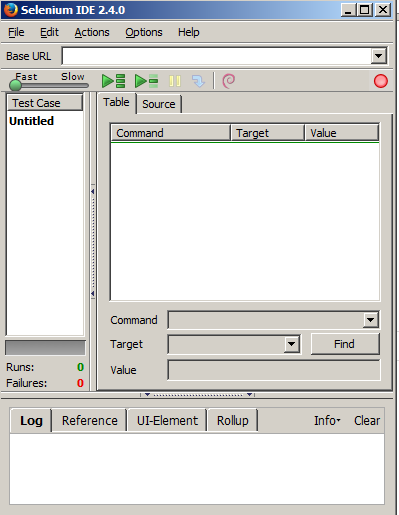 Selenium IDE 2.4.0
File Edit Actions Options Help
Base URL
Fast Slow
Test Case
Untitled
Table Source
Command Target Value
Command
Target Find
Value
Runs: 0
Failures: 0
Log Reference UI-Element Rollup Info Clear